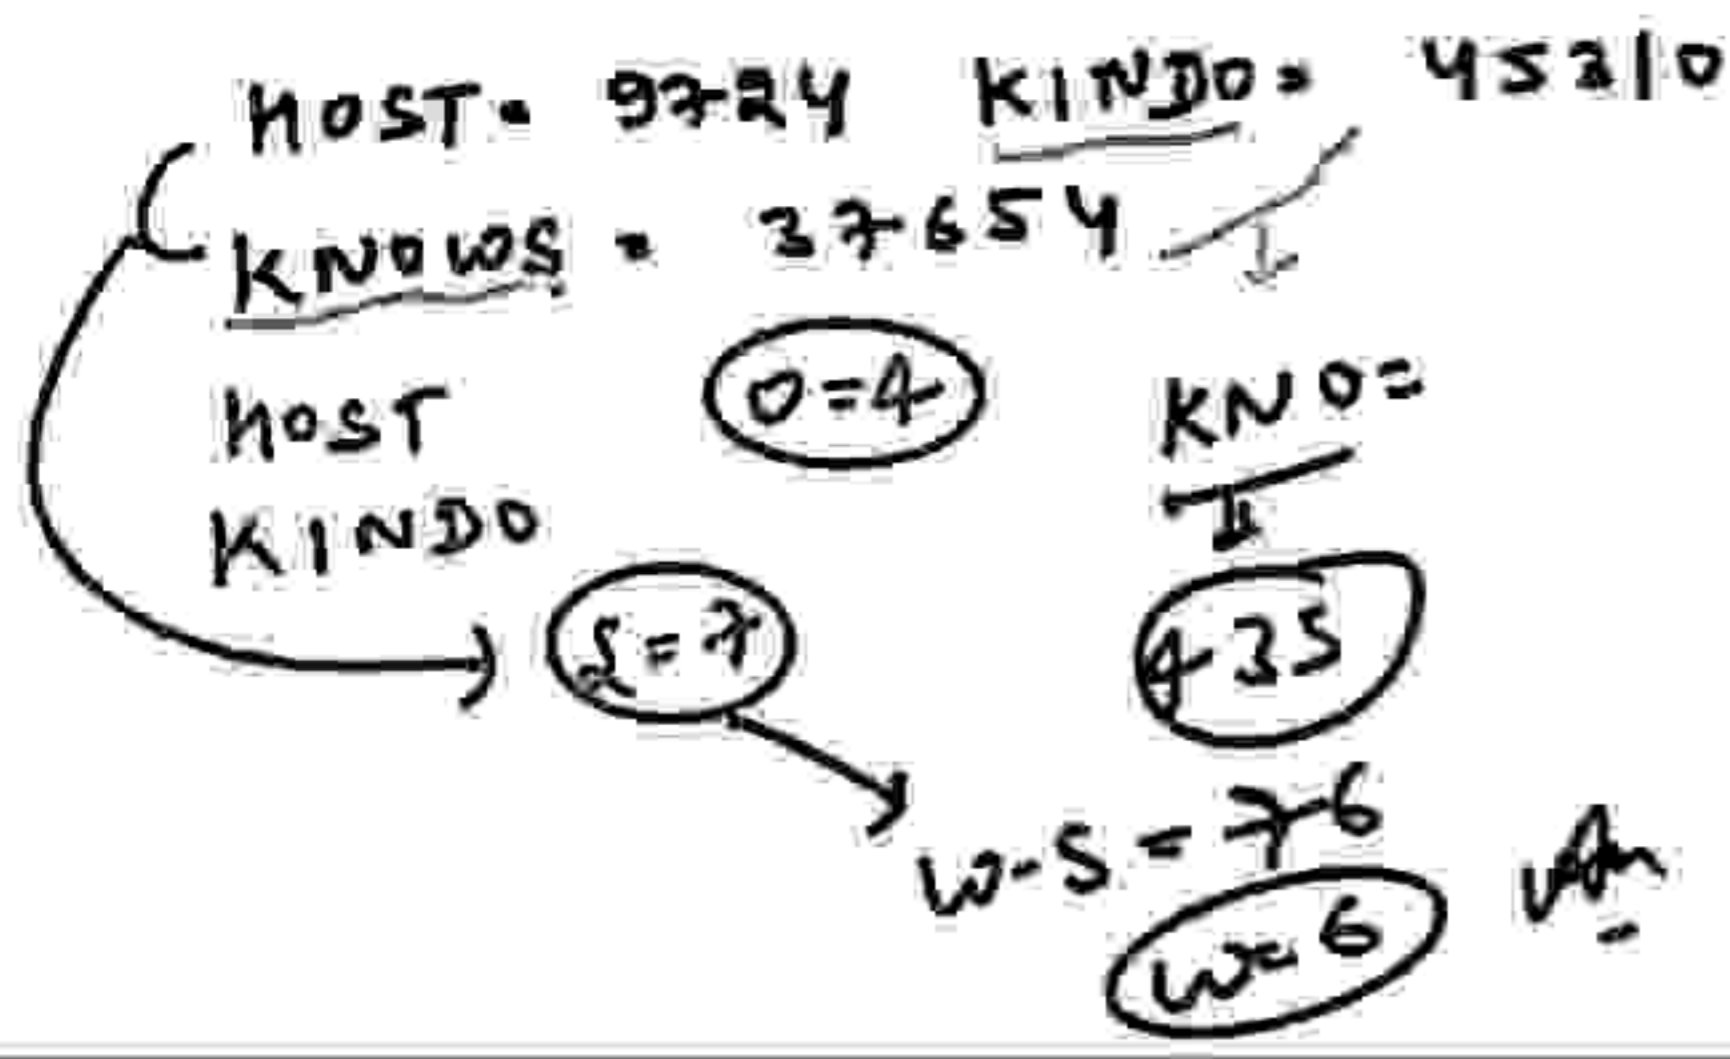 HOST = 9724 KINDO = 45210
KNOWS = 37654
O=4
HOST
KNO=
KINDO
S=7
435
W-S = 76
W=6